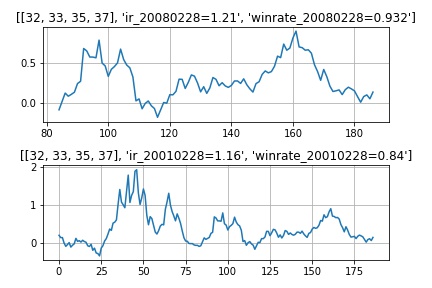 [[32, 33, 35, 37], 'ir_20080228=1.21', 'winrate_20080228=0.932']
0.5
0.0
80 100 120 140 160 180
[[32, 33, 35, 37], 'ir_20010228=1.16', 'winrate_20010228=0.84']
2
1
0
0 25 50 75 100 125 150 175